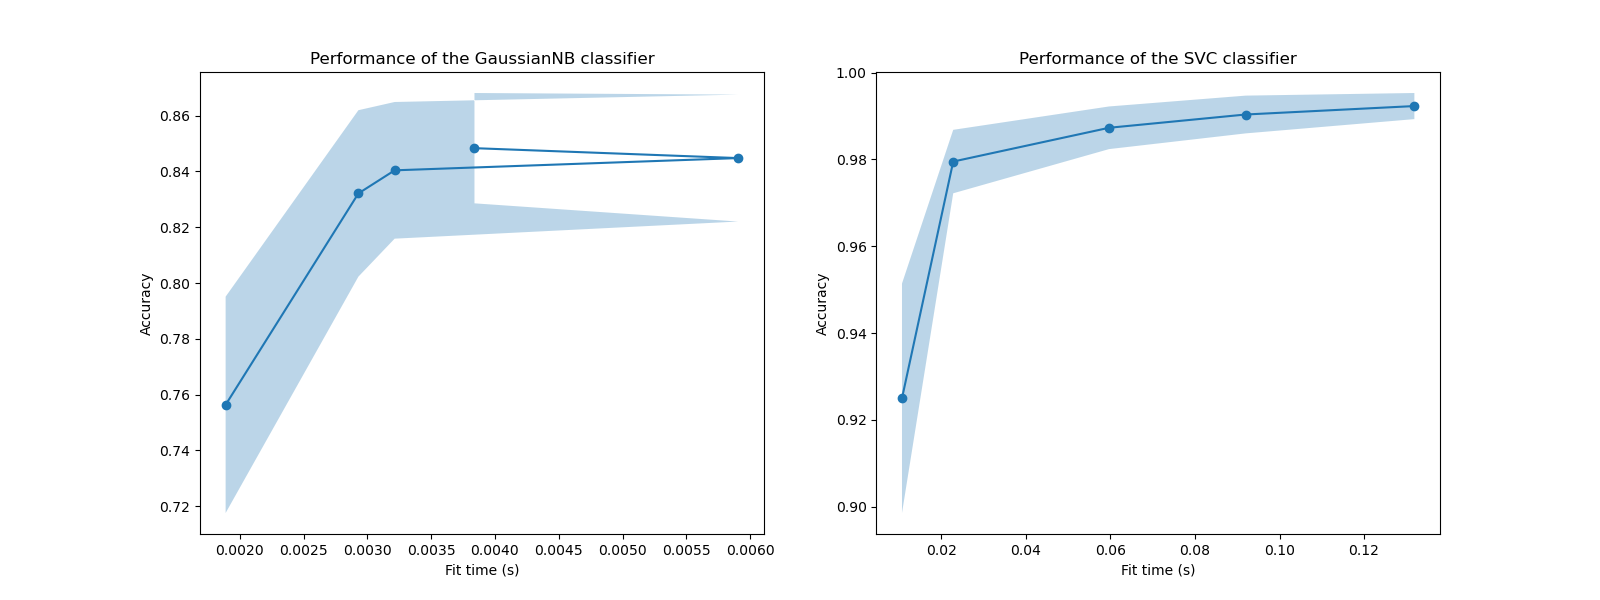 Performance of the GaussianNB classifier
0.86
0.84
0.82
0.80
0.78
0.76
0.74
0.72
Accuracy
0.0020 0.0025 0.0030 0.0035 0.0040 0.0045 0.0050 0.0055 0.0060
Fit time (s)
Performance of the SVC classifier
1.00
0.98
0.96
0.94
0.92
0.90
Accuracy
0.02 0.04 0.06 0.08 0.10 0.12
Fit time (s)